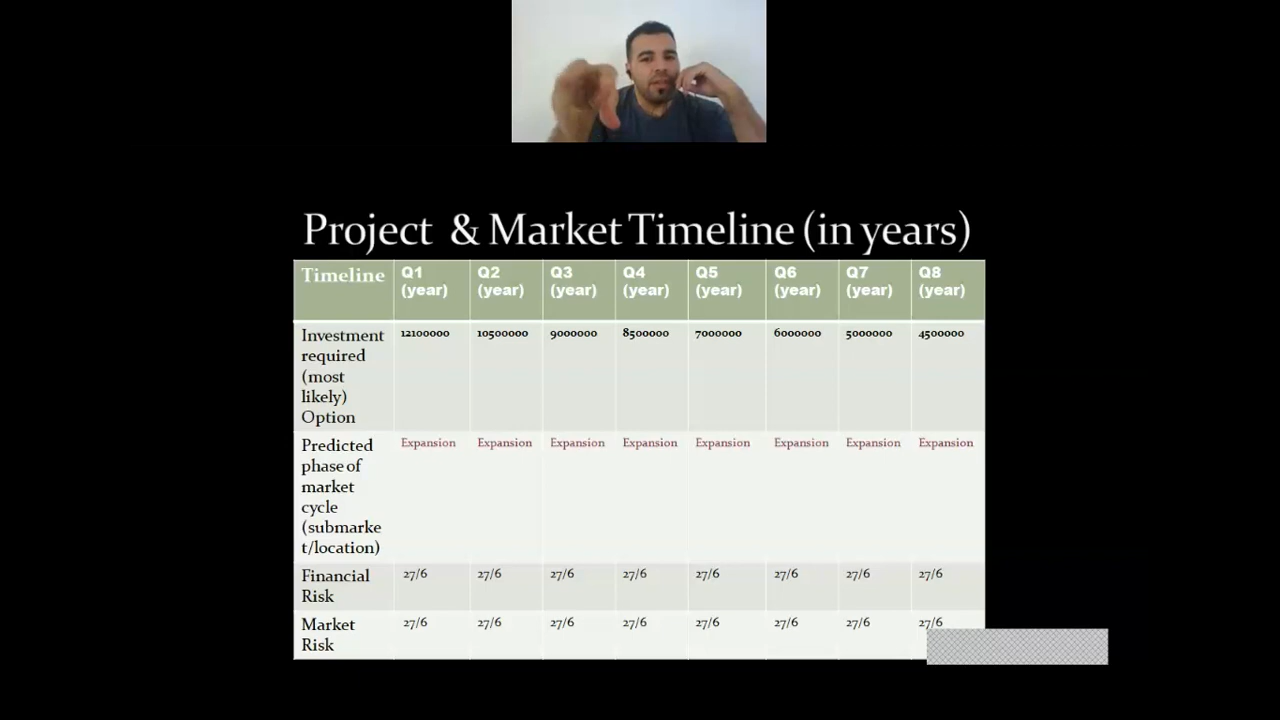 Project & Market Timeline (in years)
Timeline Q1 (year) Q2 (year) Q3 (year) Q4 (year) Q5 (year) Q6 (year) Q7 (year) Q8 (year)
Investment required (most likely) Option 12100000 10500000 9000000 8500000 7000000 6000000 5000000 4500000
Predicted phase of market cycle (submarket/location) Expansion Expansion Expansion Expansion Expansion Expansion Expansion Expansion
Financial Risk 27/6 27/6 27/6 27/6 27/6 27/6 27/6 27/6
Market Risk 27/6 27/6 27/6 27/6 27/6 27/6 27/6 27/6